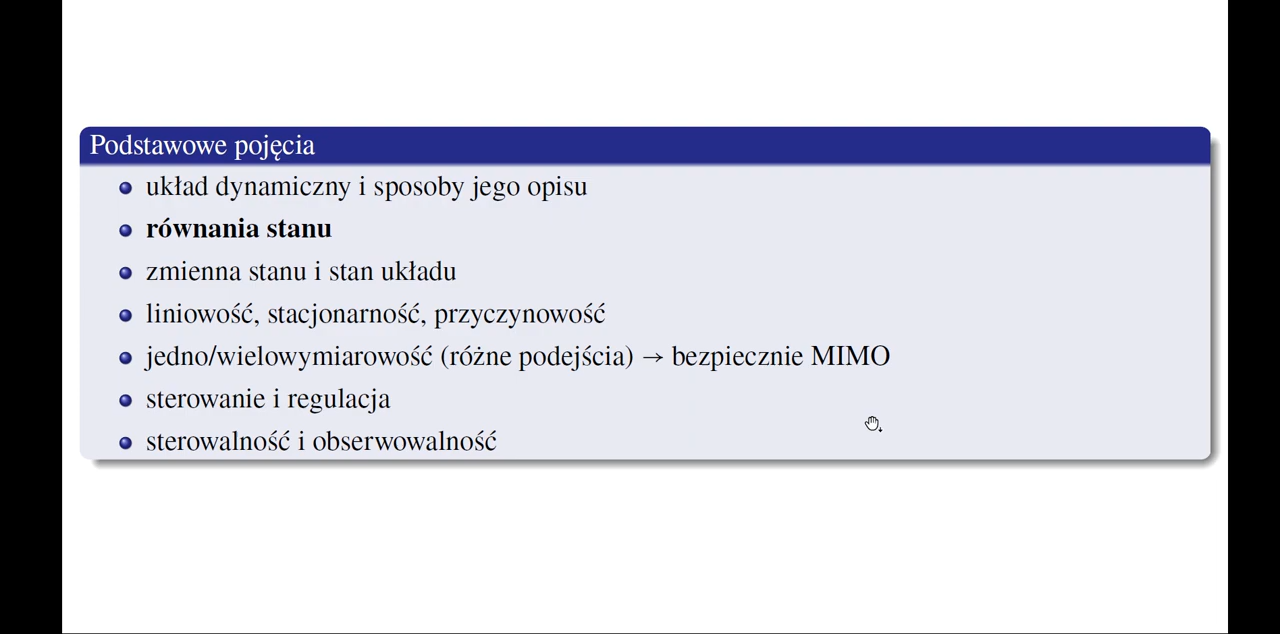 Podstawowe pojęcia
układ dynamiczny i sposoby jego opisu
równania stanu
zmienna stanu i stan układu
liniowość, stacjonarność, przyczynowość
jedno/wielowymiarowość (różne podejścia) → bezpiecznie MIMO
sterowanie i regulacja
sterowalność i obserwowalność